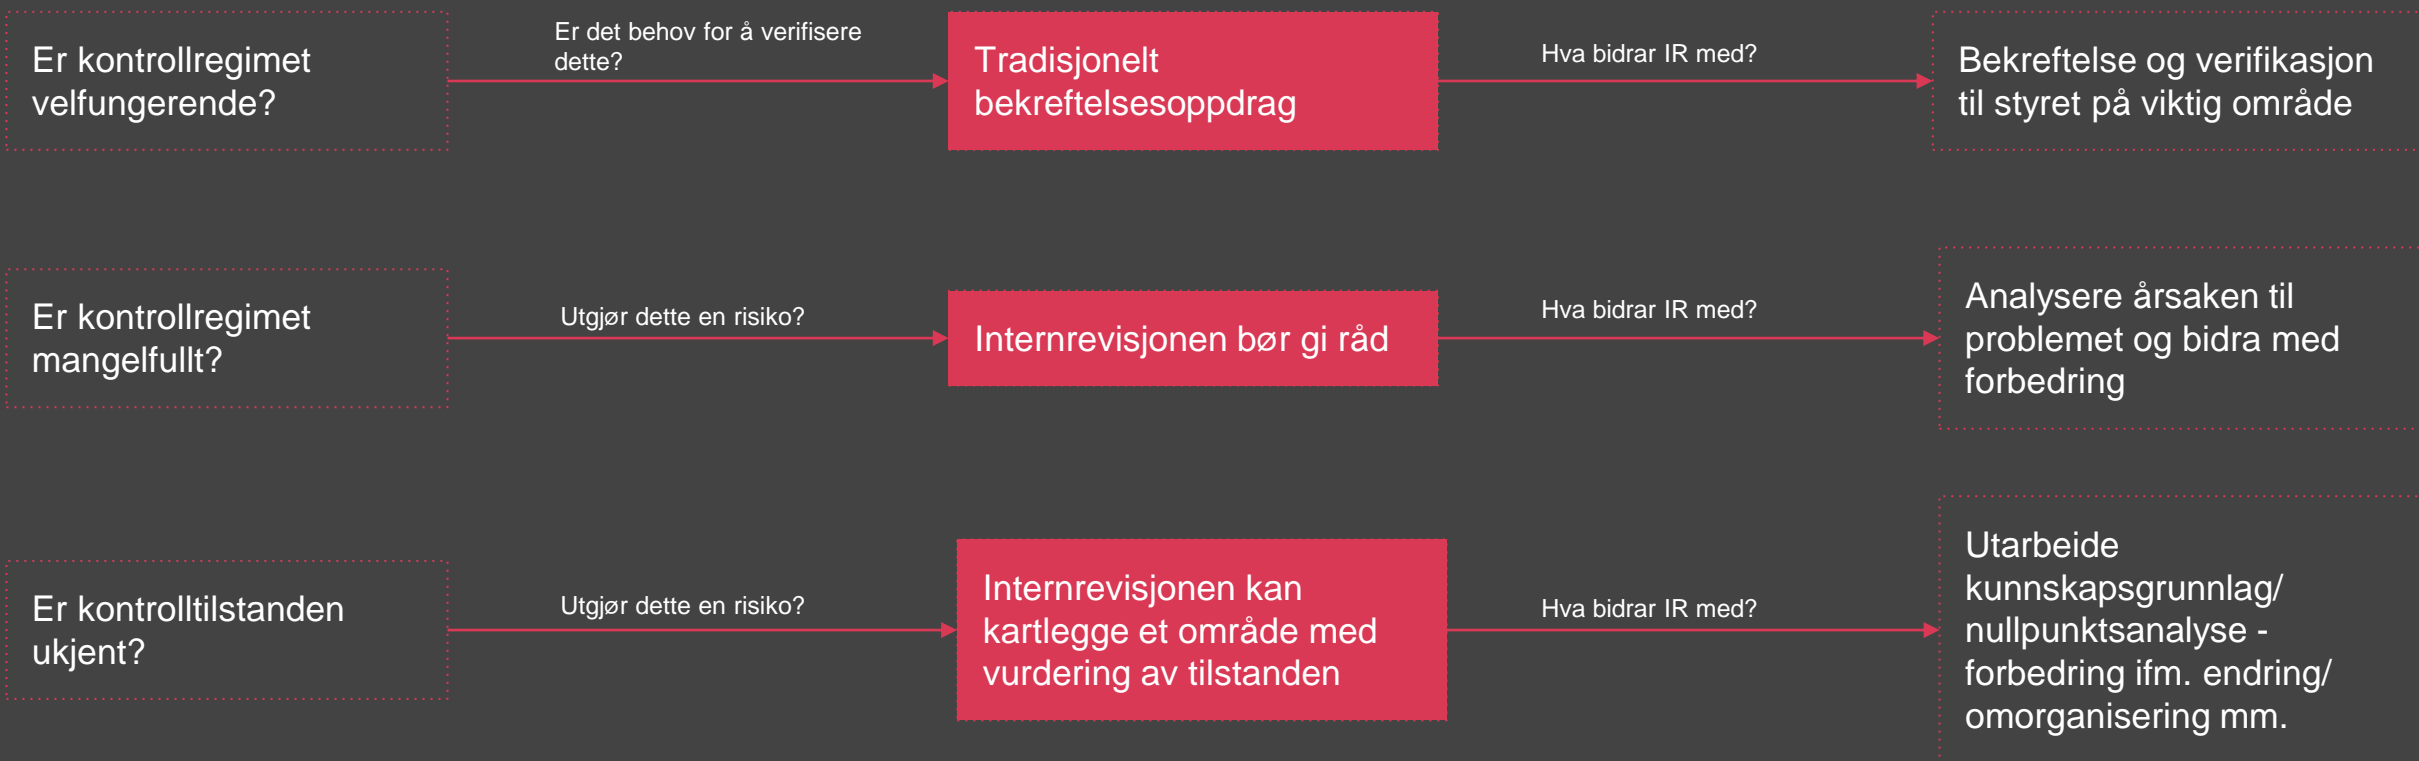 Er kontrollregimet
velfungerende?
Er det behov for å verifisere
dette?
Tradisjonelt
bekreftelsesoppdrag
Hva bidrar IR med?
Bekreftelse og verifikasjon
til styret på viktig område
Er kontrollregimet
mangelfullt?
Utgjør dette en risiko?
Internrevisjonen bør gi råd
Hva bidrar IR med?
Analysere årsaken til
problemet og bidra med
forbedring
Er kontrolltilstanden
ukjent?
Utgjør dette en risiko?
Internrevisjonen kan
kartlegge et område med
vurdering av tilstanden
Hva bidrar IR med?
Utarbeide
kunnskapsgrunnlag/
nullpunktsanalyse -
forbedring ifm. endring/
omorganisering mm.